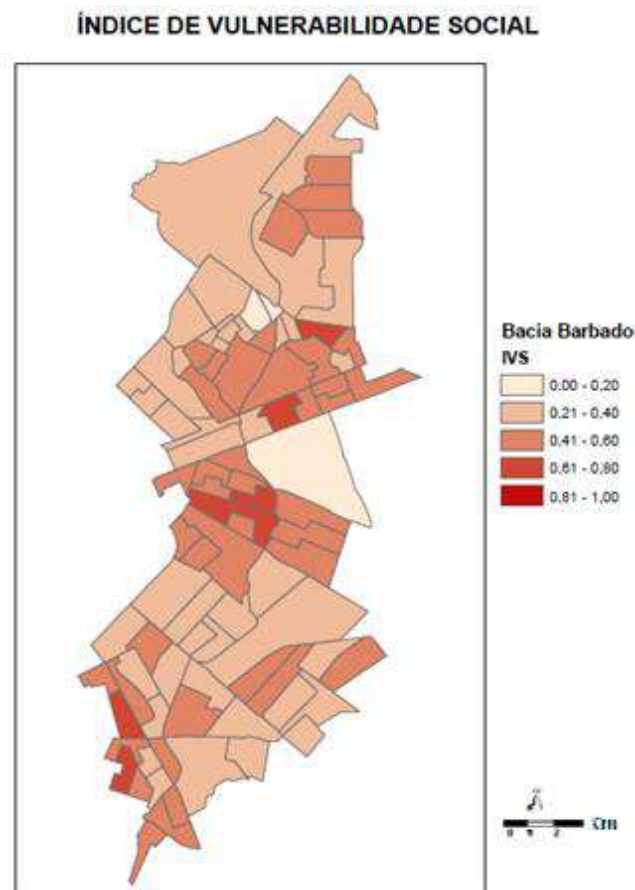 ÍNDICE DE VULNERABILIDADE SOCIAL
Bacia Barbado
IVS
0.00 - 0.20
0.21 - 0.40
0.41 - 0.60
0.61 - 0.80
0.81 - 1.00